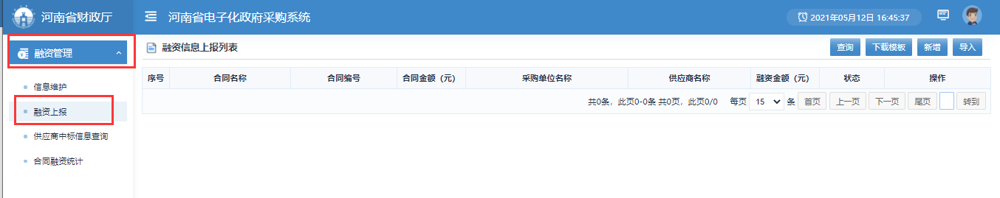 河南省财政厅
河南省电子化政府采购系统
2021年05月12日 16:45:37
融资管理
信息维护
融资上报
供应商中标信息查询
合同融资统计
融资信息上报列表
查询 下载模板 新增 导入
序号 合同名称 合同编号 合同金额（元） 采购单位名称 供应商名称 融资金额（元） 状态 操作
共0条，此页0-0条 共0页，此页0/0 每页 15 条 首页 上一页 下一页 尾页 转到